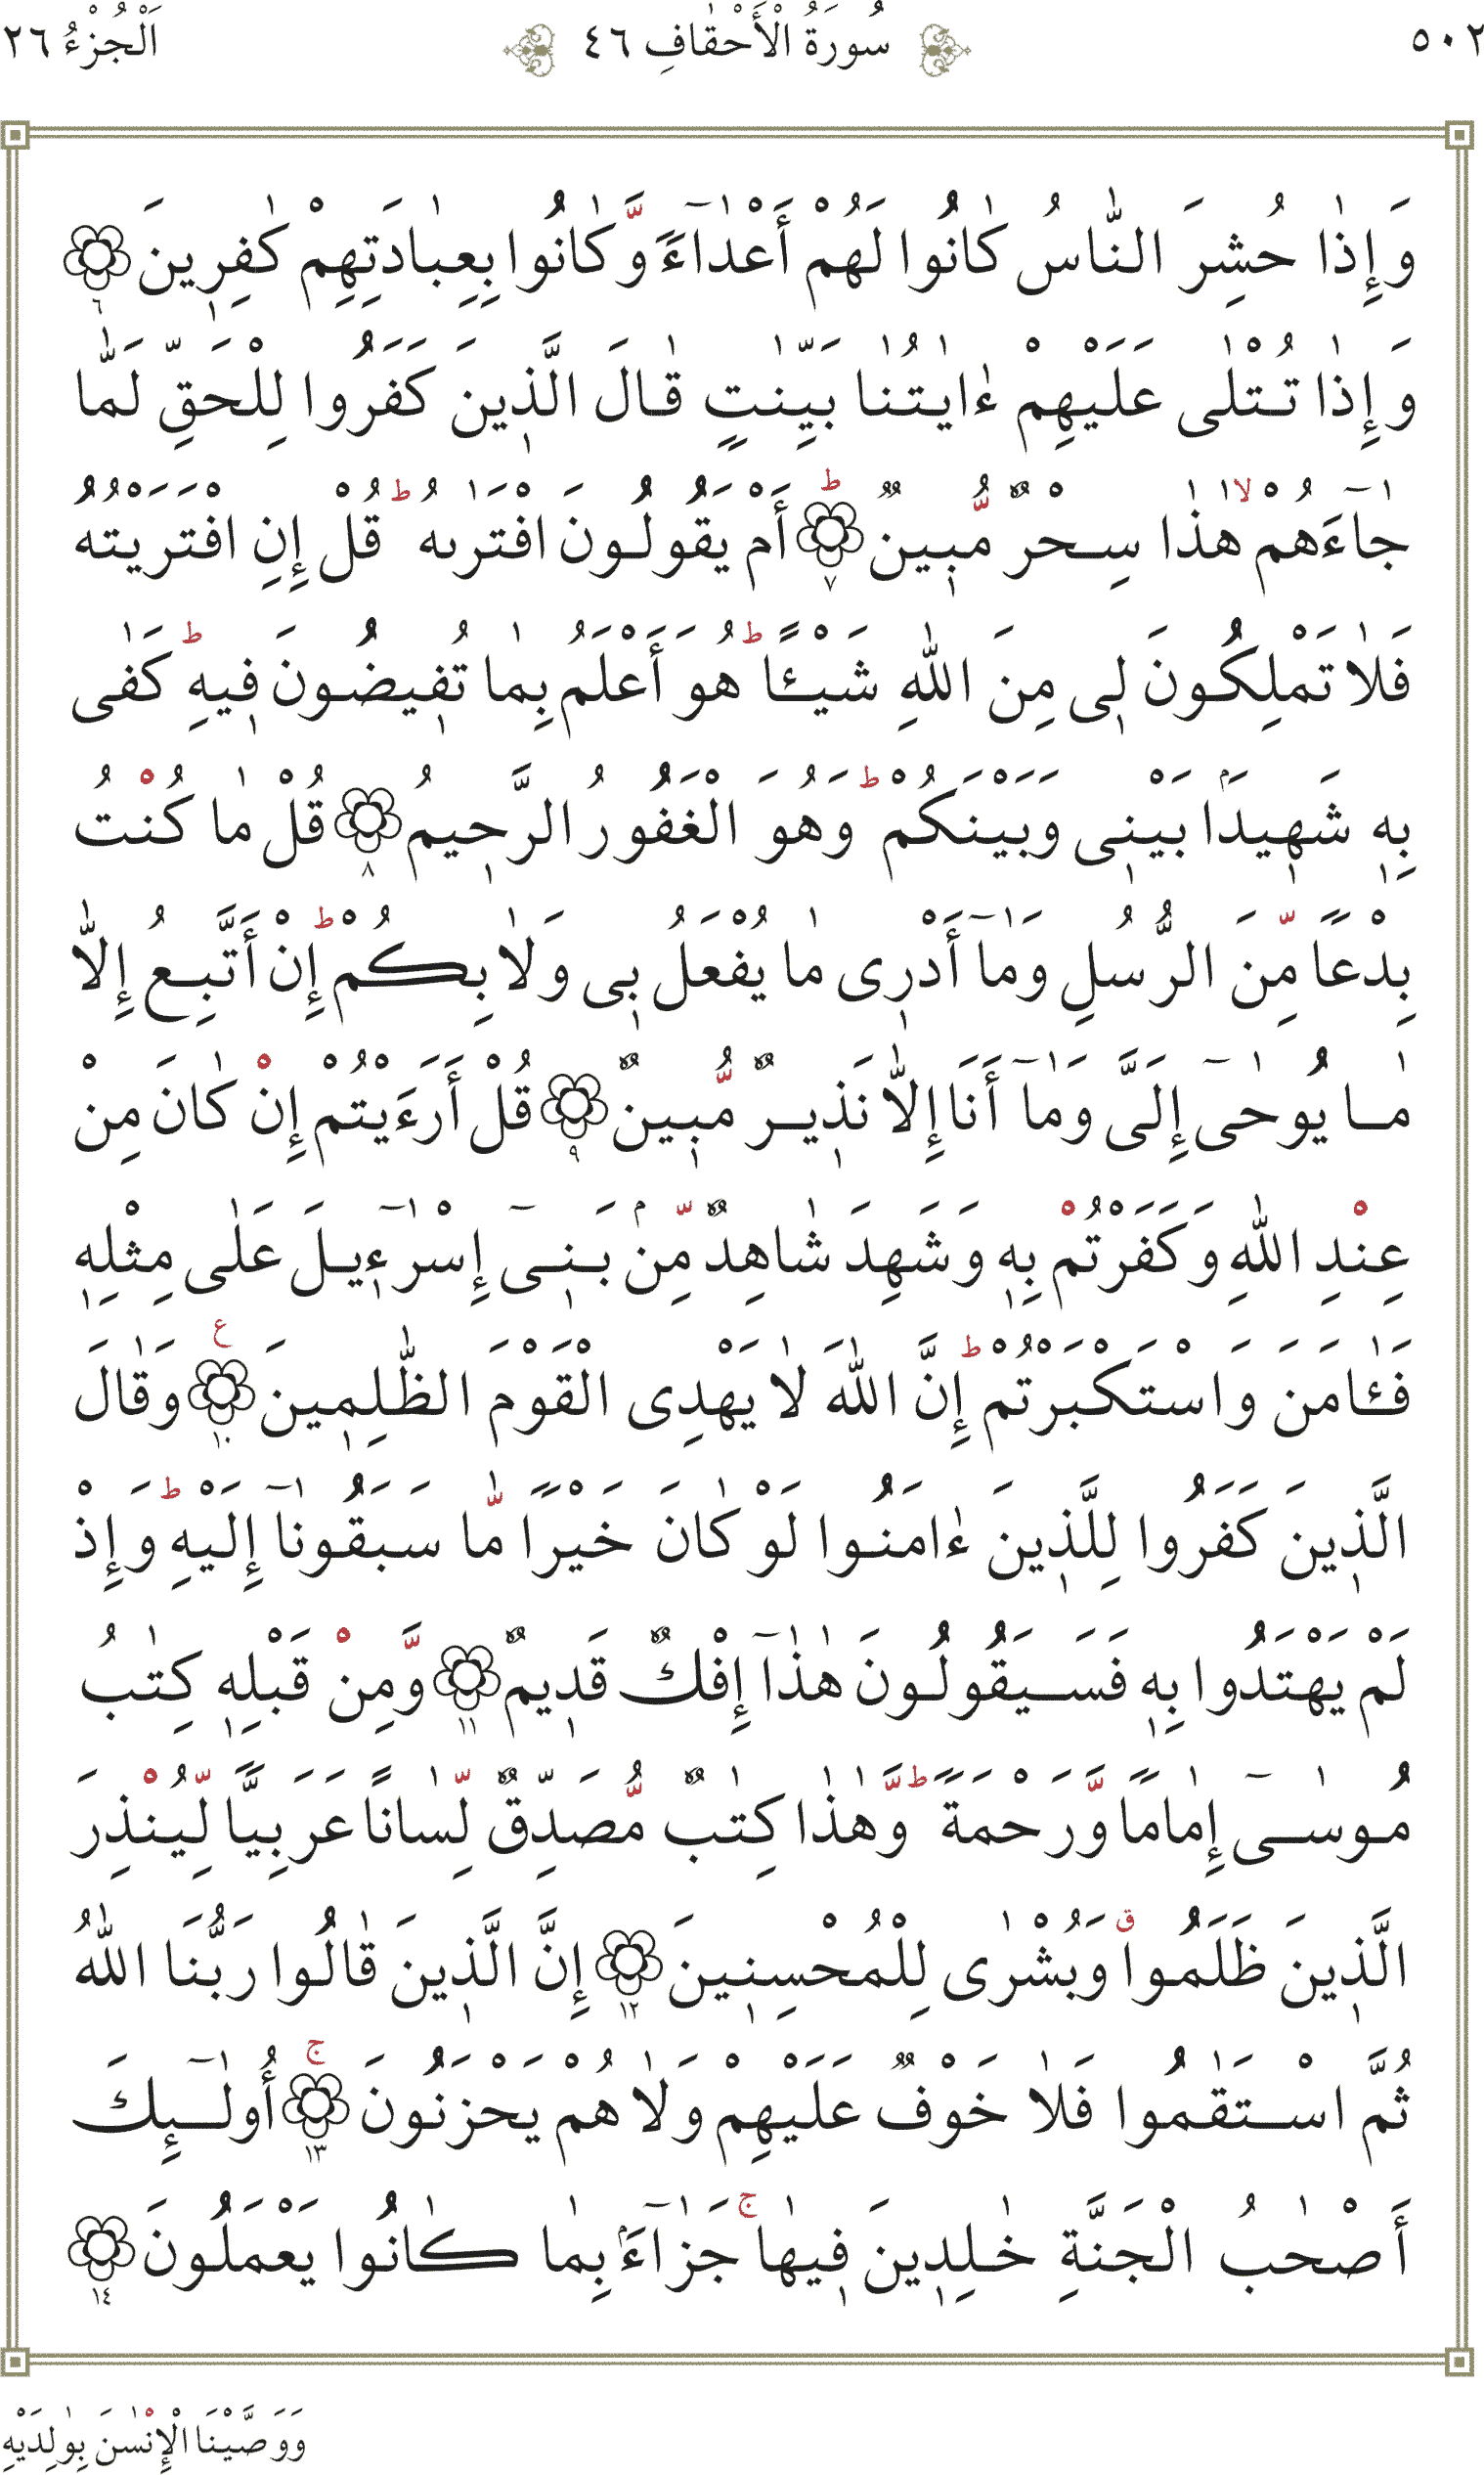 ٥٠٢ سُورَةُ الْأَحْقٰافِ ٤٦ اَلْجُزْءُ ٢٦
وَإِذٰا حُشِرَ النّٰاسُ كٰانُوا لَهُمْ أَعْدٰٓاءً وَّكٰانُوا بِعِبٰادَتِهِمْ كٰفِرِينَ ٦
وَإِذٰا تُتْلٰى عَلَيْهِمْ ءٰايٰتُنٰا بَيِّنٰتٍ قٰالَ الَّذِينَ كَفَرُوا لِلْحَقِّ لَمّٰا
جٰٓاءَهُمْ ۙ هٰذٰا سِحْرٌ مُّبِينٌ ۭ ٧ أَمْ يَقُولُونَ افْتَرٰىهُ ۭ قُلْ إِنِ افْتَرَيْتُهُ
فَلٰا تَمْلِكُونَ لِى مِنَ اللّٰهِ شَيْـًٔا ۭ هُوَ أَعْلَمُ بِمٰا تُفِيضُونَ فِيهِ ۭ كَفٰى
بِهٖ شَهِيدًۢا بَيْنِى وَبَيْنَكُمْ ۭ وَهُوَ الْغَفُورُ الرَّحِيمُ ٨ قُلْ مٰا كُنْتُ
بِدْعًا مِّنَ الرُّسُلِ وَمٰٓا أَدْرِى مٰا يُفْعَلُ بِى وَلٰا بِكُمْ ۭ إِنْ أَتَّبِعُ إِلّٰا
مٰا يُوحٰٓى إِلَىَّ وَمٰٓا أَنَا إِلّٰا نَذِيرٌ مُّبِينٌ ٩ قُلْ أَرَءَيْتُمْ إِنْ كٰانَ مِنْ
عِنْدِ اللّٰهِ وَكَفَرْتُمْ بِهٖ وَشَهِدَ شٰاهِدٌ مِّنۢ بَنِىٓ إِسْرٰٓءِيلَ عَلٰى مِثْلِهٖ
فَـٰٔامَنَ وَاسْتَكْبَرْتُمْ ۭ إِنَّ اللّٰهَ لٰا يَهْدِى الْقَوْمَ الظّٰلِمِينَ ع ١٠ وَقٰالَ
الَّذِينَ كَفَرُوا لِلَّذِينَ ءٰامَنُوا لَوْ كٰانَ خَيْرًا مّٰا سَبَقُونٰٓا إِلَيْهِ ۭ وَإِذْ
لَمْ يَهْتَدُوا بِهٖ فَسَيَقُولُونَ هٰذٰٓا إِفْكٌ قَدِيمٌ ١١ وَّمِنْ قَبْلِهٖ كِتٰبُ
مُوسٰٓى إِمٰامًا وَّرَحْمَةً ۭ وَّهٰذٰا كِتٰبٌ مُّصَدِّقٌ لِّسٰانًا عَرَبِيًّا لِّيُنْذِرَ
الَّذِينَ ظَلَمُوا ق وَبُشْرٰى لِلْمُحْسِنِينَ ١٢ إِنَّ الَّذِينَ قٰالُوا رَبُّنَا اللّٰهُ
ثُمَّ اسْتَقٰمُوا فَلٰا خَوْفٌ عَلَيْهِمْ وَلٰا هُمْ يَحْزَنُونَ ۚ ١٣ أُولٰٓئِكَ
أَصْحٰبُ الْجَنَّةِ خٰلِدِينَ فِيهٰا ۚ جَزٰٓاءًۢ بِمٰا كٰانُوا يَعْمَلُونَ ١٤
وَوَصَّيْنَا الْإِنْسٰنَ بِوٰلِدَيْهِ